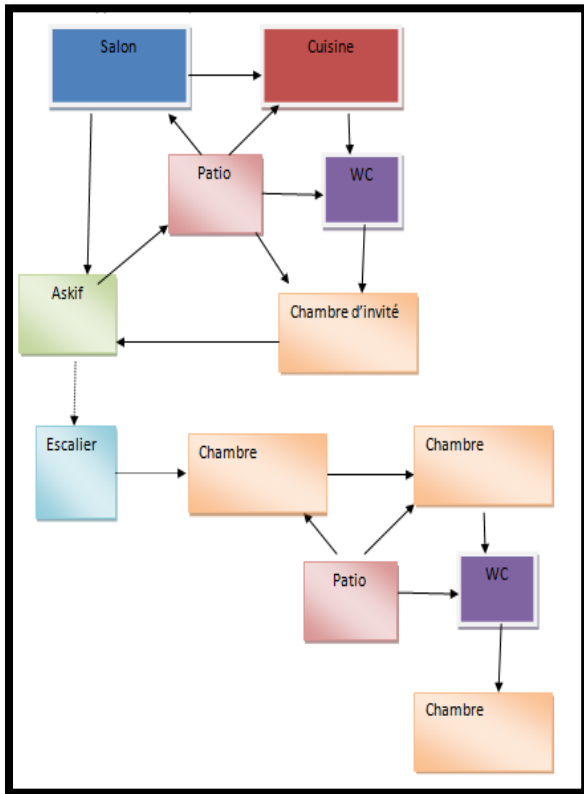 Salon
Cuisine
Patio
WC
Askif
Chambre d'invité
Escalier
Chambre
Chambre
Patio
WC
Chambre